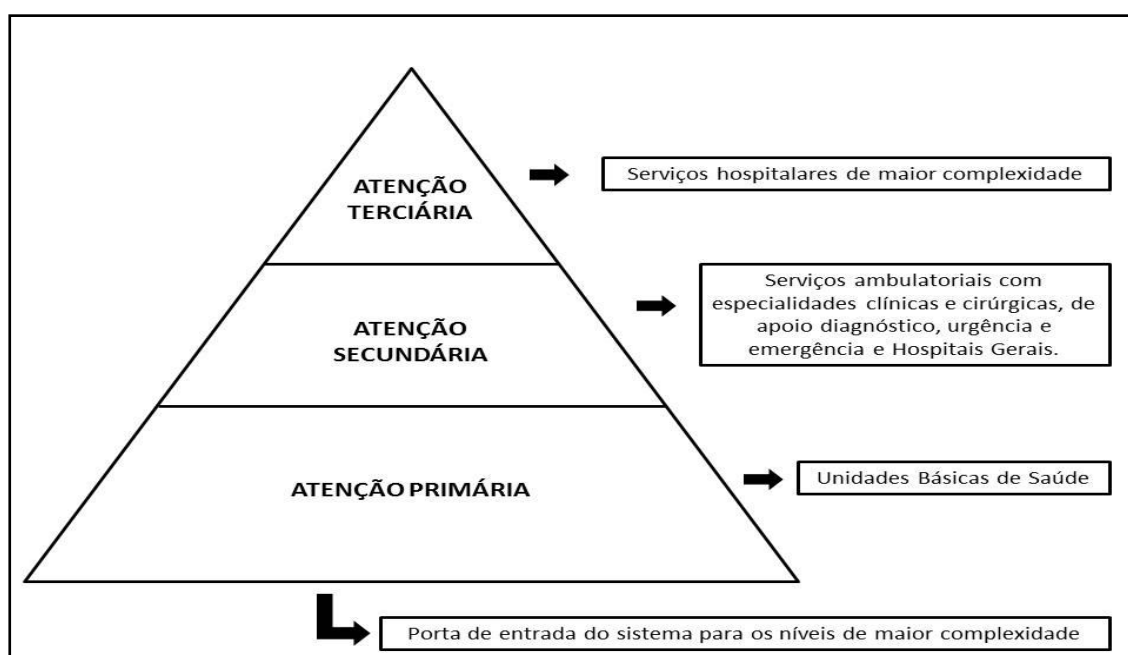 ATENÇÃO
TERCIÁRIA
Serviços hospitalares de maior complexidade
ATENÇÃO
SECUNDÁRIA
Serviços ambulatoriais com
especialidades clínicas e cirúrgicas, de
apoio diagnóstico, urgência e
emergência e Hospitais Gerais.
ATENÇÃO PRIMÁRIA
Unidades Básicas de Saúde
Porta de entrada do sistema para os níveis de maior complexidade